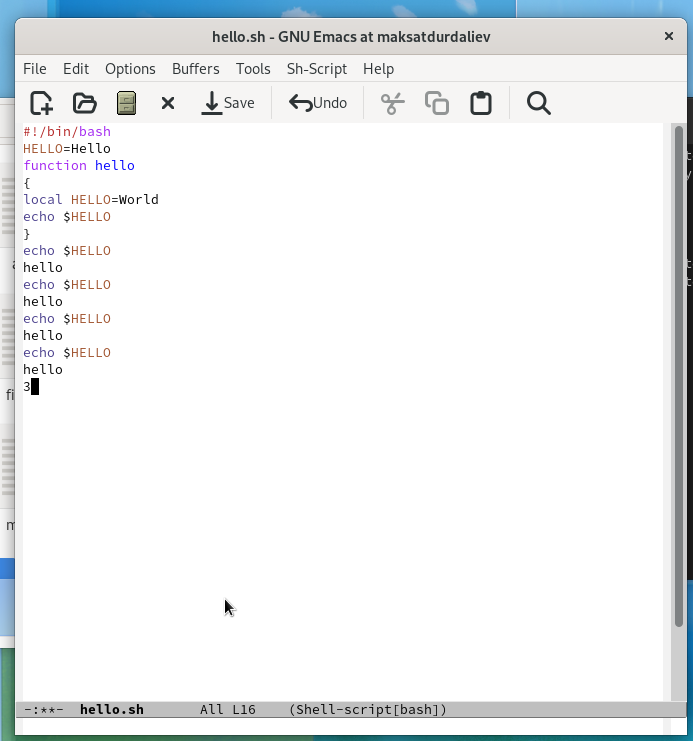 hello.sh - GNU Emacs at maksatdurdaliev
File Edit Options Buffers Tools Sh-Script Help
Save Undo
#!/bin/bash
HELLO=Hello
function hello
{
local HELLO=World
echo $HELLO
}
echo $HELLO
hello
echo $HELLO
hello
echo $HELLO
hello
echo $HELLO
hello
3
-:**- hello.sh All L16 (Shell-script[bash])